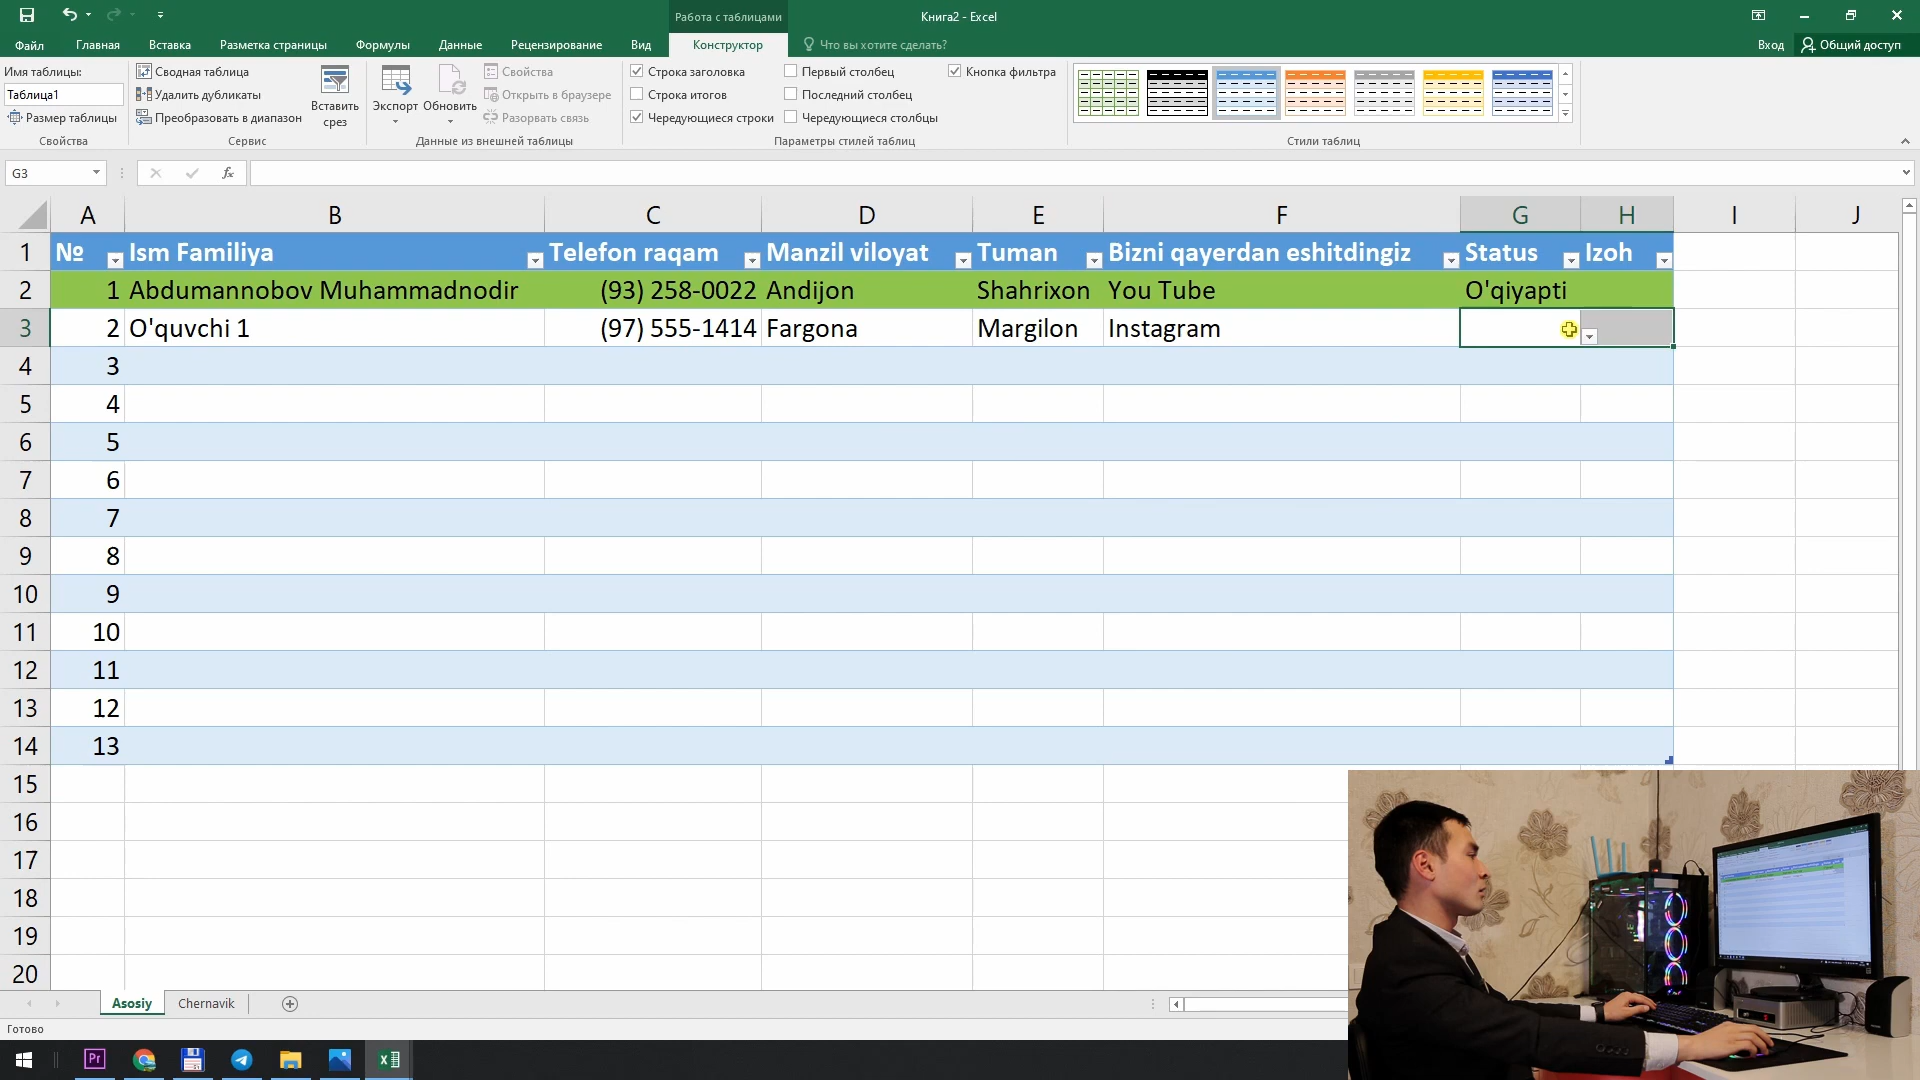 Работа с таблицами
Книга2 - Excel
Файл
Главная
Вставка
Разметка страницы
Формулы
Данные
Рецензирование
Вид
Конструктор
Что вы хотите сделать?
Вход
Общий доступ
Имя таблицы:
Таблица1
Размер таблицы
Свойства
Сводная таблица
Удалить дубликаты
Преобразовать в диапазон
Сервис
Вставить
срез
Экспорт
Обновить
Свойства
Открыть в браузере
Разорвать связь
Данные из внешней таблицы
Строка заголовка
Строка итогов
Чередующиеся строки
Первый столбец
Последний столбец
Чередующиеся столбцы
Кнопка фильтра
Параметры стилей таблиц
Стили таблиц
G3
fx
A B C D E F G H I J
1 № Ism Familiya Telefon raqam Manzil viloyat Tuman Bizni qayerdan eshitdingiz Status Izoh
2 1 Abdumannobov Muhammadnodir (93) 258-0022 Andijon Shahrixon You Tube O'qiyapti
3 2 O'quvchi 1 (97) 555-1414 Fargona Margilon Instagram
4 3
5 4
6 5
7 6
8 7
9 8
10 9
11 10
12 11
13 12
14 13
15
16
17
18
19
20
Asosiy
Chernavik
Готово
Pr